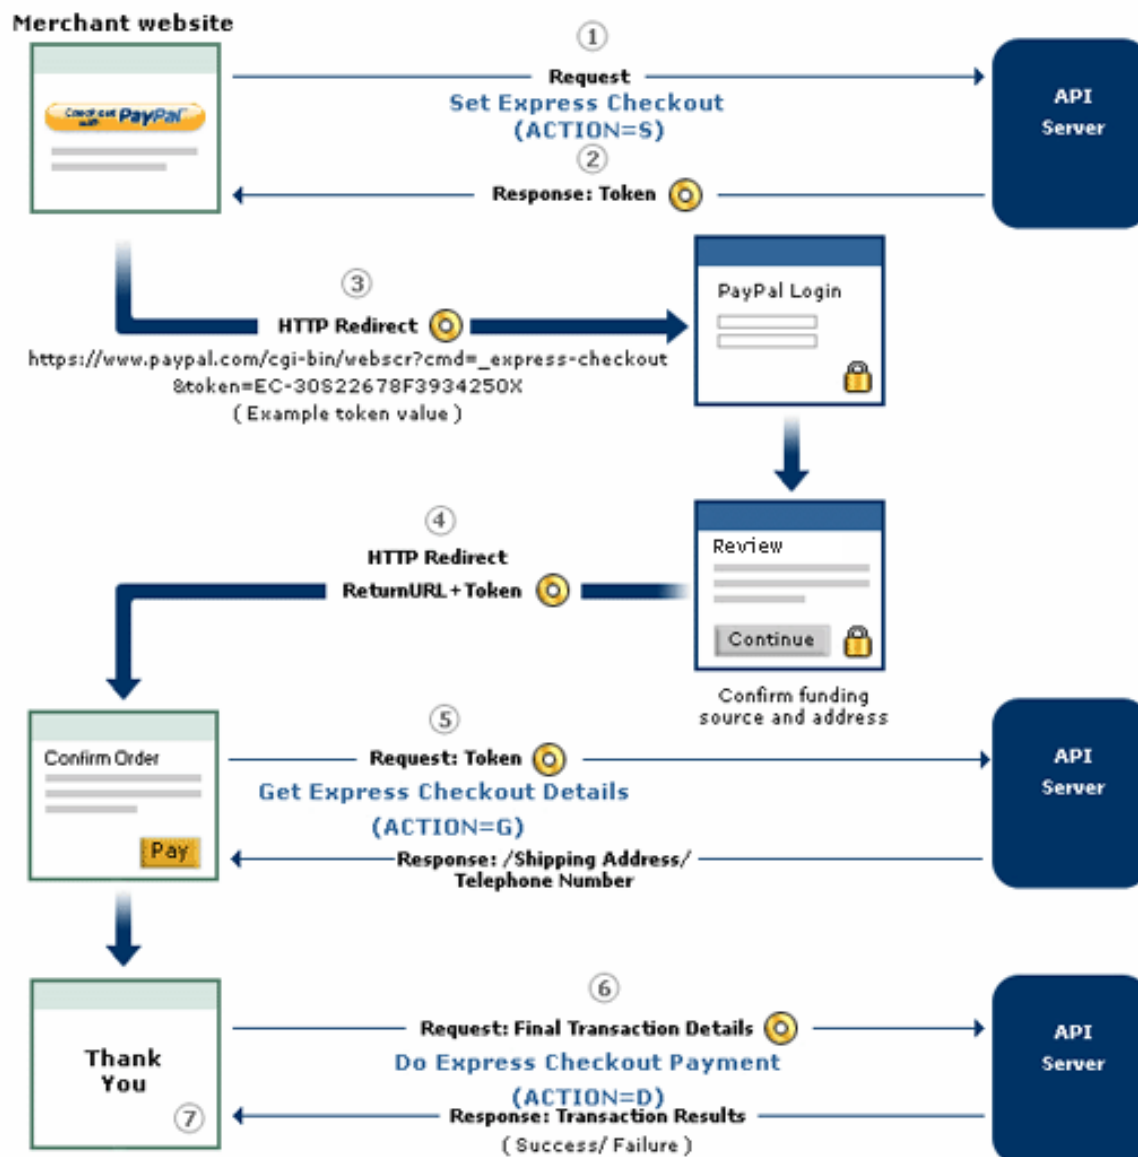 Merchant website
1
Request
Set Express Checkout
(ACTION=S)
2
Response: Token
Check out with PayPal
API
Server
3
HTTP Redirect
https://www.paypal.com/cgi-bin/webscr?cmd=_express-checkout
&token=EC-30S22678F3934250X
( Example token value )
PayPal Login
4
HTTP Redirect
ReturnURL+Token
Review
Continue
Confirm funding
source and address
Confirm Order
Pay
5
Request: Token
Get Express Checkout Details
(ACTION=G)
Response: /Shipping Address/
Telephone Number
API
Server
Thank
You
7
6
Request: Final Transaction Details
Do Express Checkout Payment
(ACTION=D)
Response: Transaction Results
( Success/ Failure )
API
Server